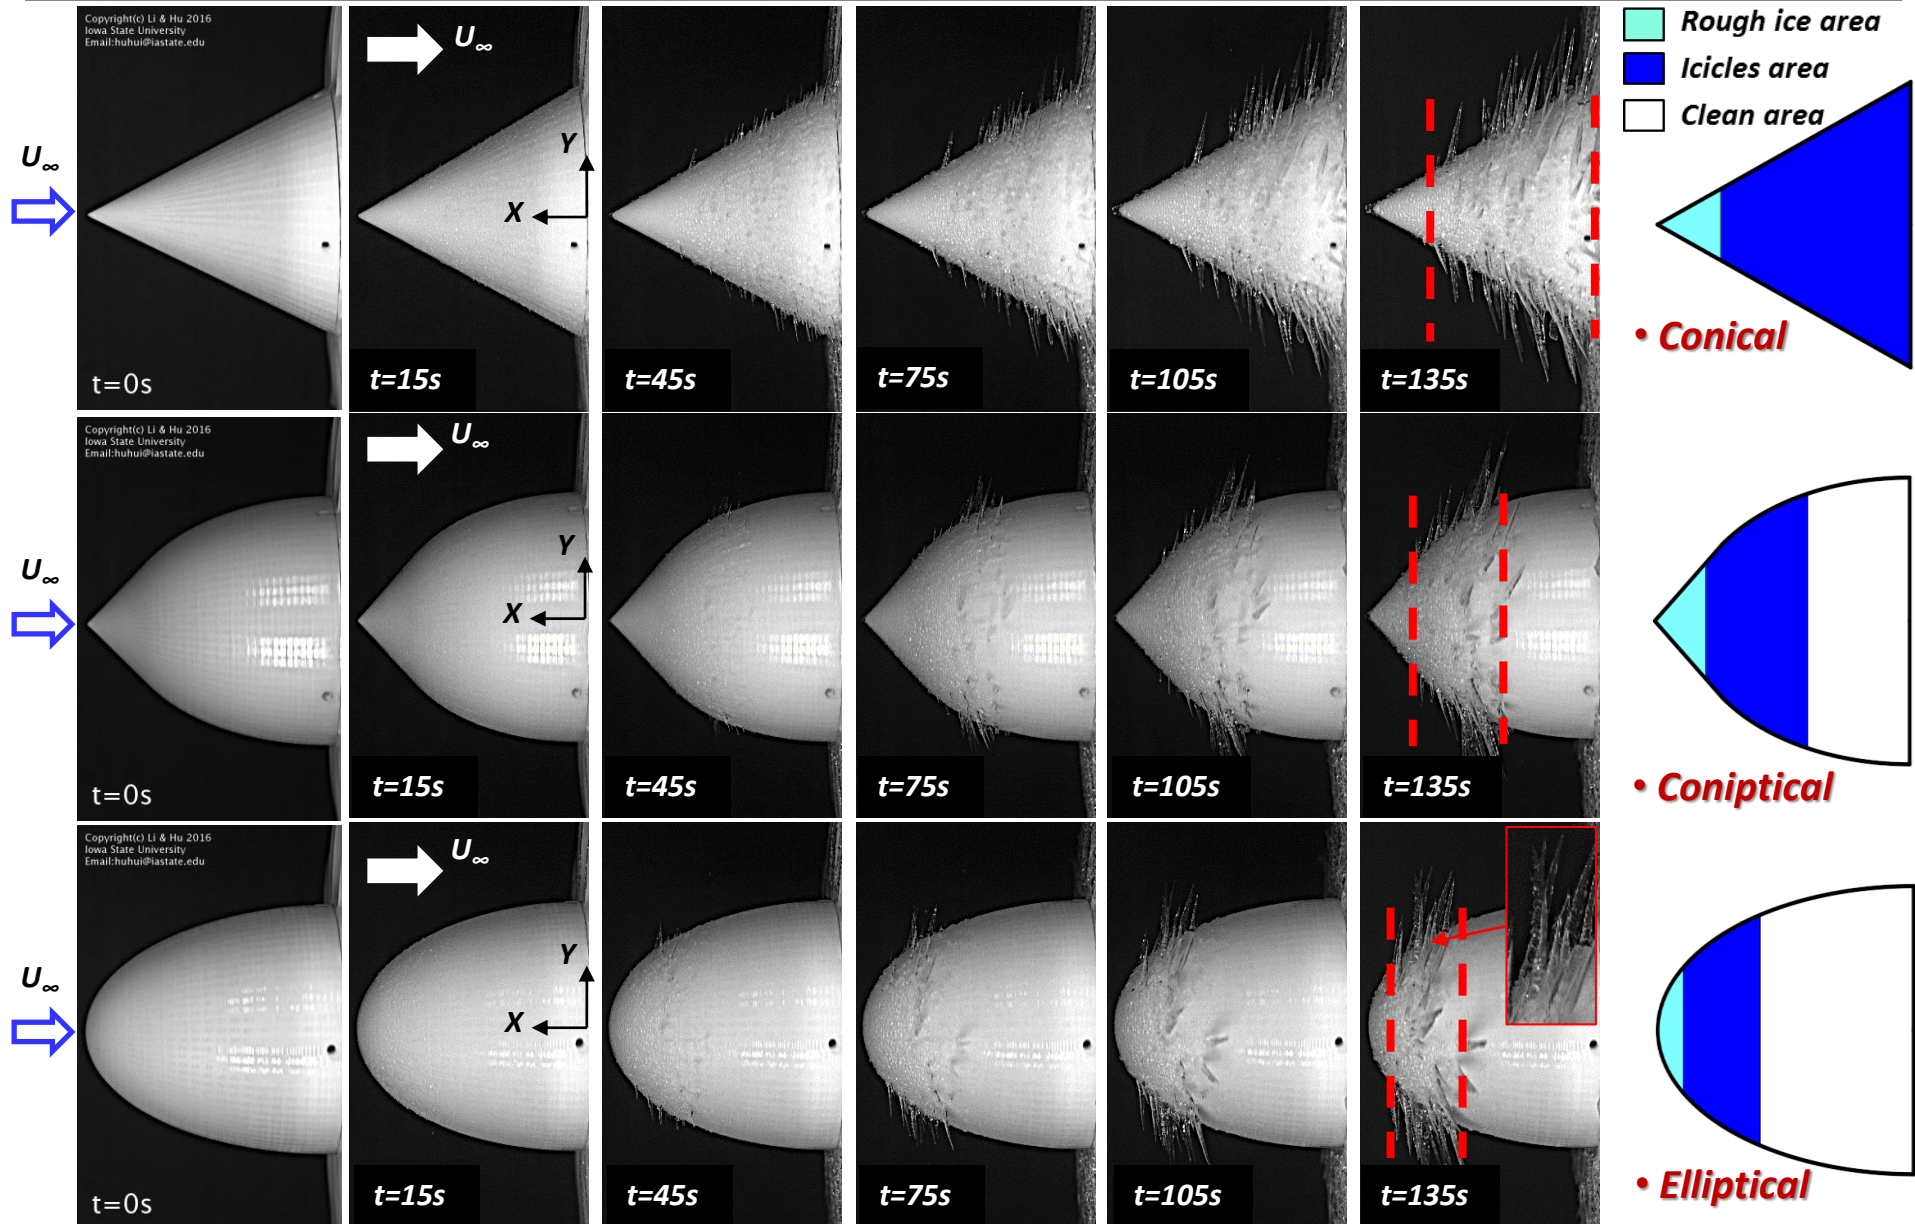 Copyright(c) Li & Hu 2016
Iowa State University
Email:huhui@iastate.edu
U∞
U∞
Y
X
t=0s
t=15s
t=45s
t=75s
t=105s
t=135s
Rough ice area
Icicles area
Clean area
• Conical
Copyright(c) Li & Hu 2016
Iowa State University
Email:huhui@iastate.edu
U∞
U∞
Y
X
t=0s
t=15s
t=45s
t=75s
t=105s
t=135s
• Coniptical
Copyright(c) Li & Hu 2016
Iowa State University
Email:huhui@iastate.edu
U∞
U∞
Y
X
t=0s
t=15s
t=45s
t=75s
t=105s
t=135s
• Elliptical